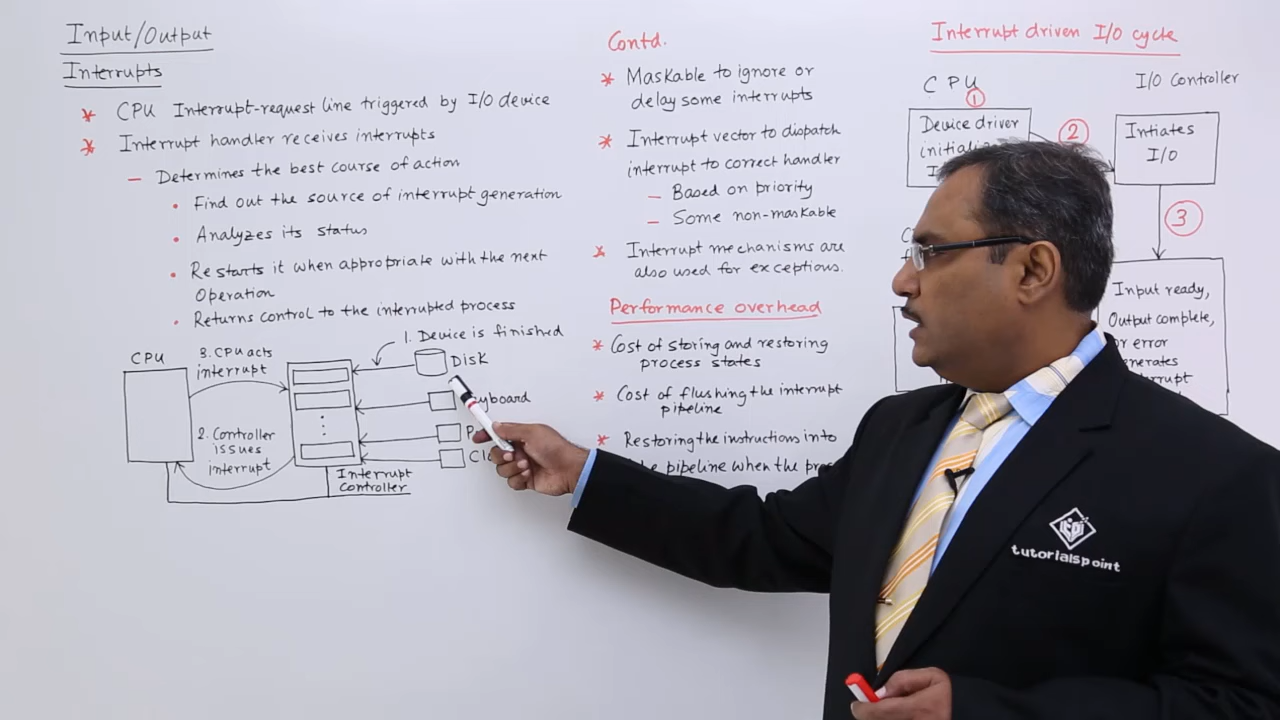 Input/Output
Interrupts
* CPU Interrupt-request line triggered by I/O device
* Interrupt handler receives interrupts
– Determines the best course of action
• Find out the source of interrupt generation
• Analyzes its status
• Restarts it when appropriate with the next
Operation
• Returns control to the interrupted process
1. Device is finished
CPU
3. CPU acts
interrupt
Disk
2. Controller
issues
interrupt
Interrupt
Controller
Contd.
* Maskable to ignore or
delay some interrupts
* Interrupt vector to dispatch
interrupt to correct handler
– Based on priority
– Some non-maskable
* Interrupt mechanisms are
also used for exceptions.
Performance overhead
* Cost of storing and restoring
process states
* Cost of flushing the interrupt
pipeline
* Restoring the instructions into
pipeline when the
Interrupt driven I/O cycle
CPU
I/O Controller
1
Device driver
2
Intiates
I/O
3
Input ready,
Output complete,
or error
tutorialspoint